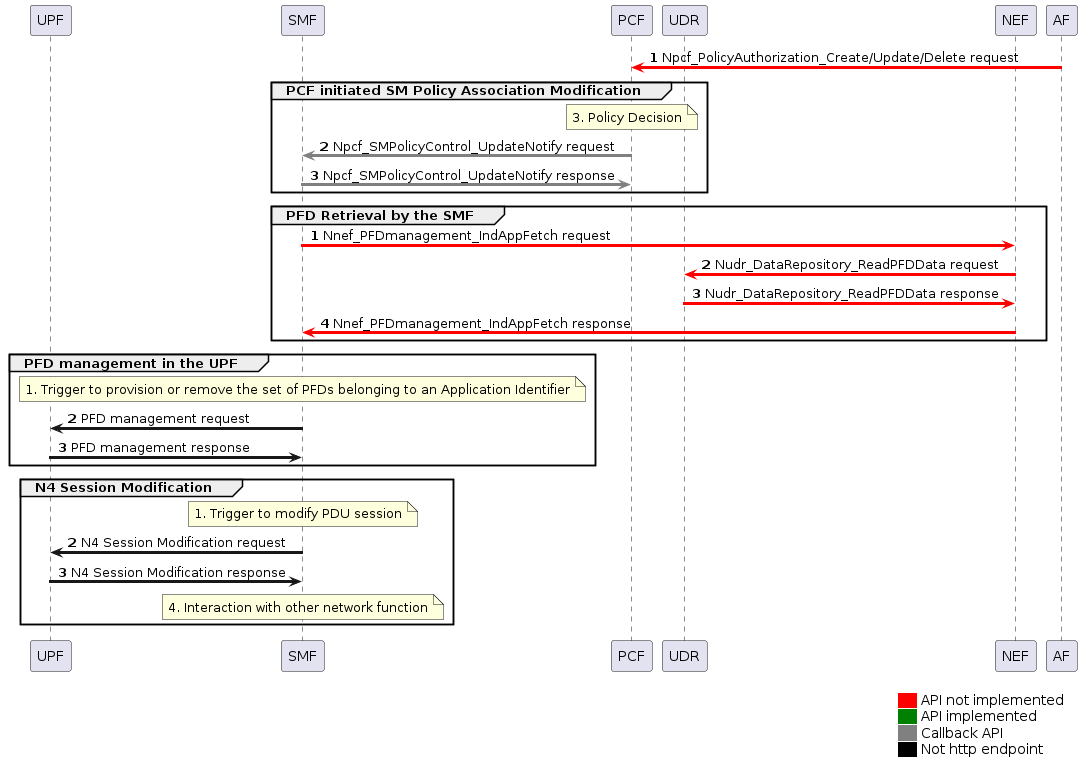 UPF SMF PCF UDR NEF AF
1 Npcf_PolicyAuthorization_Create/Update/Delete request
PCF initiated SM Policy Association Modification
3. Policy Decision
2 Npcf_SMPolicyControl_UpdateNotify request
3 Npcf_SMPolicyControl_UpdateNotify response
PFD Retrieval by the SMF
1 Nnef_PFDmanagement_IndAppFetch request
2 Nudr_DataRepository_ReadPFDData request
3 Nudr_DataRepository_ReadPFDData response
4 Nnef_PFDmanagement_IndAppFetch response
PFD management in the UPF
1. Trigger to provision or remove the set of PFDs belonging to an Application Identifier
2 PFD management request
3 PFD management response
N4 Session Modification
1. Trigger to modify PDU session
2 N4 Session Modification request
3 N4 Session Modification response
4. Interaction with other network function
UPF SMF PCF UDR NEF AF
API not implemented
API implemented
Callback API
Not http endpoint